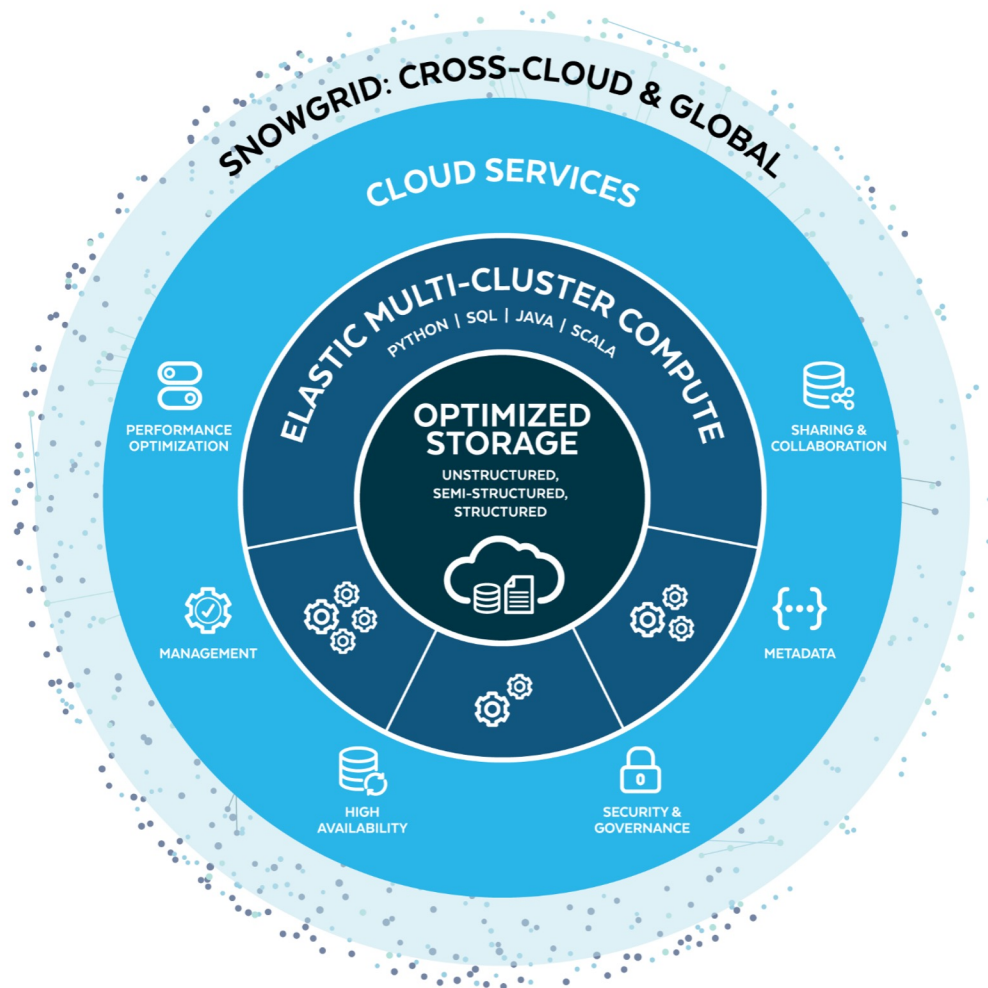 SNOWGRID: CROSS-CLOUD & GLOBAL
CLOUD SERVICES
ELASTIC MULTI-CLUSTER COMPUTE
PYTHON | SQL | JAVA | SCALA
OPTIMIZED
STORAGE
UNSTRUCTURED,
SEMI-STRUCTURED,
STRUCTURED
PERFORMANCE
OPTIMIZATION
SHARING &
COLLABORATION
MANAGEMENT
METADATA
HIGH
AVAILABILITY
SECURITY &
GOVERNANCE